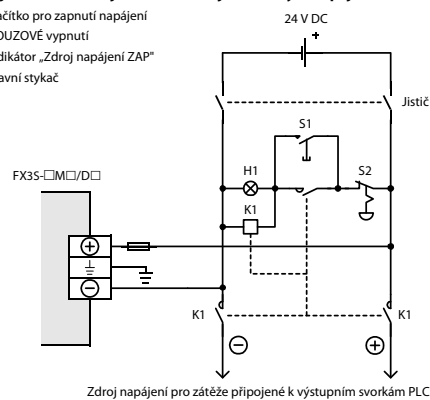 ačítko pro zapnutí napájení
OUZOVÉ vypnutí
dikátor „Zdroj napájení ZAP"
avní stykač
24 V DC
+
Jistič
S1
H1
S2
K1
FX3S-□M□/D□
K1
K1
Zdroj napájení pro zátěže připojené k výstupním svorkám PLC